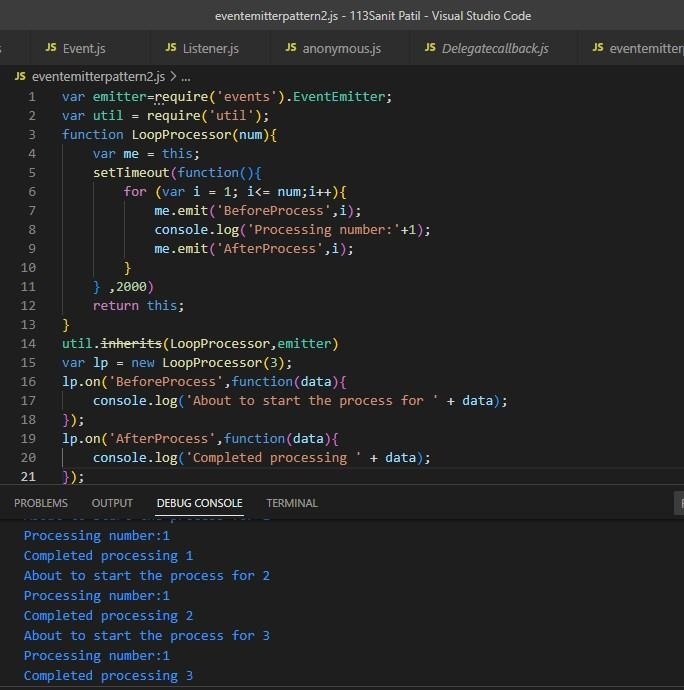 eventemitterpattern2.js - 113Sanit Patil - Visual Studio Code
s JS Event.js JS Listener.js JS anonymous.js JS Delegatecallback.js JS eventemitter
JS eventemitterpattern2.js > ...
1 var emitter=require('events').EventEmitter;
2 var util = require('util');
3 function LoopProcessor(num){
4 var me = this;
5 setTimeout(function(){
6 for (var i = 1; i<= num;i++){
7 me.emit('BeforeProcess',i);
8 console.log('Processing number:'+1);
9 me.emit('AfterProcess',i);
10 }
11 } ,2000)
12 return this;
13 }
14 util.inherits(LoopProcessor,emitter)
15 var lp = new LoopProcessor(3);
16 lp.on('BeforeProcess',function(data){
17 console.log('About to start the process for ' + data);
18 });
19 lp.on('AfterProcess',function(data){
20 console.log('Completed processing ' + data);
21 });
PROBLEMS OUTPUT DEBUG CONSOLE TERMINAL
About to start the process for 1
Processing number:1
Completed processing 1
About to start the process for 2
Processing number:1
Completed processing 2
About to start the process for 3
Processing number:1
Completed processing 3